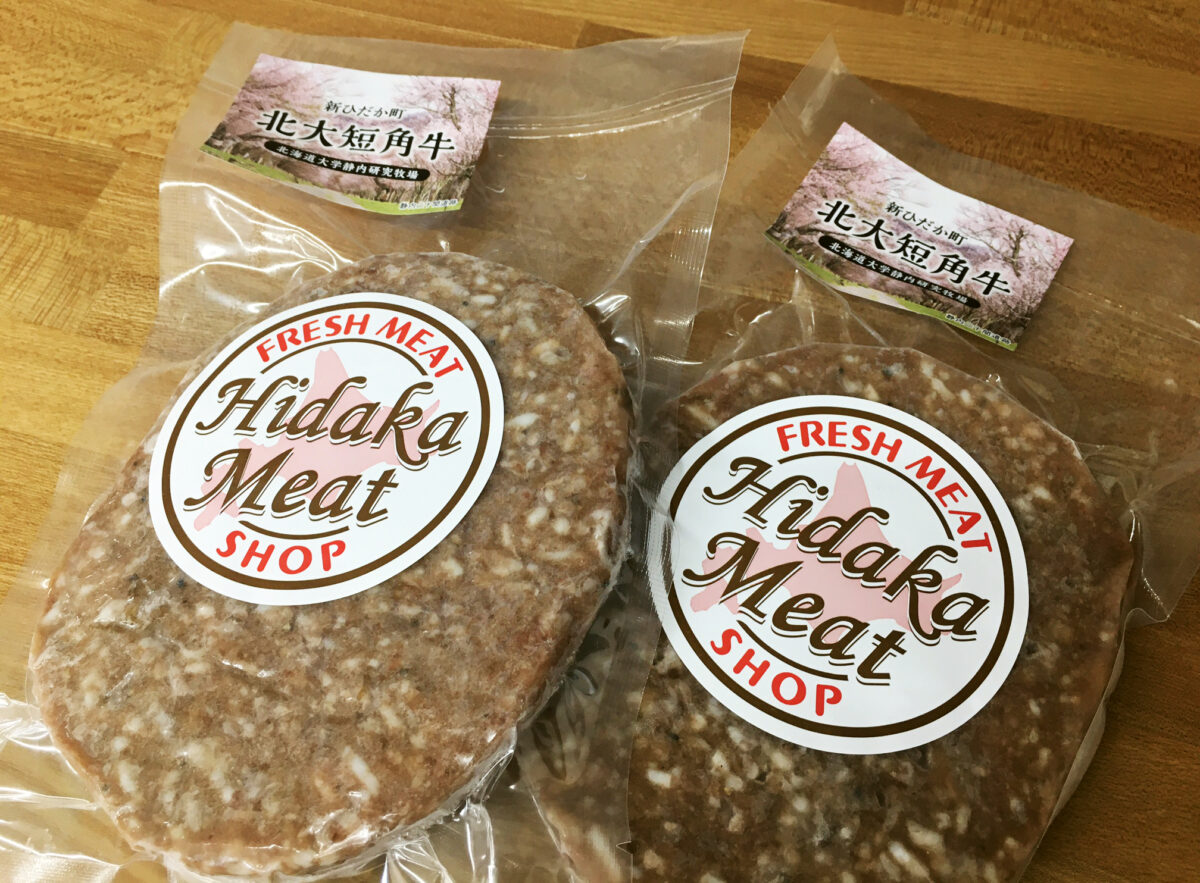 新ひだか町
北大短角牛
北海道大学静内研究牧場
FRESH MEAT
Hidaka
Meat
SHOP
新ひだか町
北大短角牛
北海道大学静内研究牧場
FRESH MEAT
Hidaka
Meat
SHOP